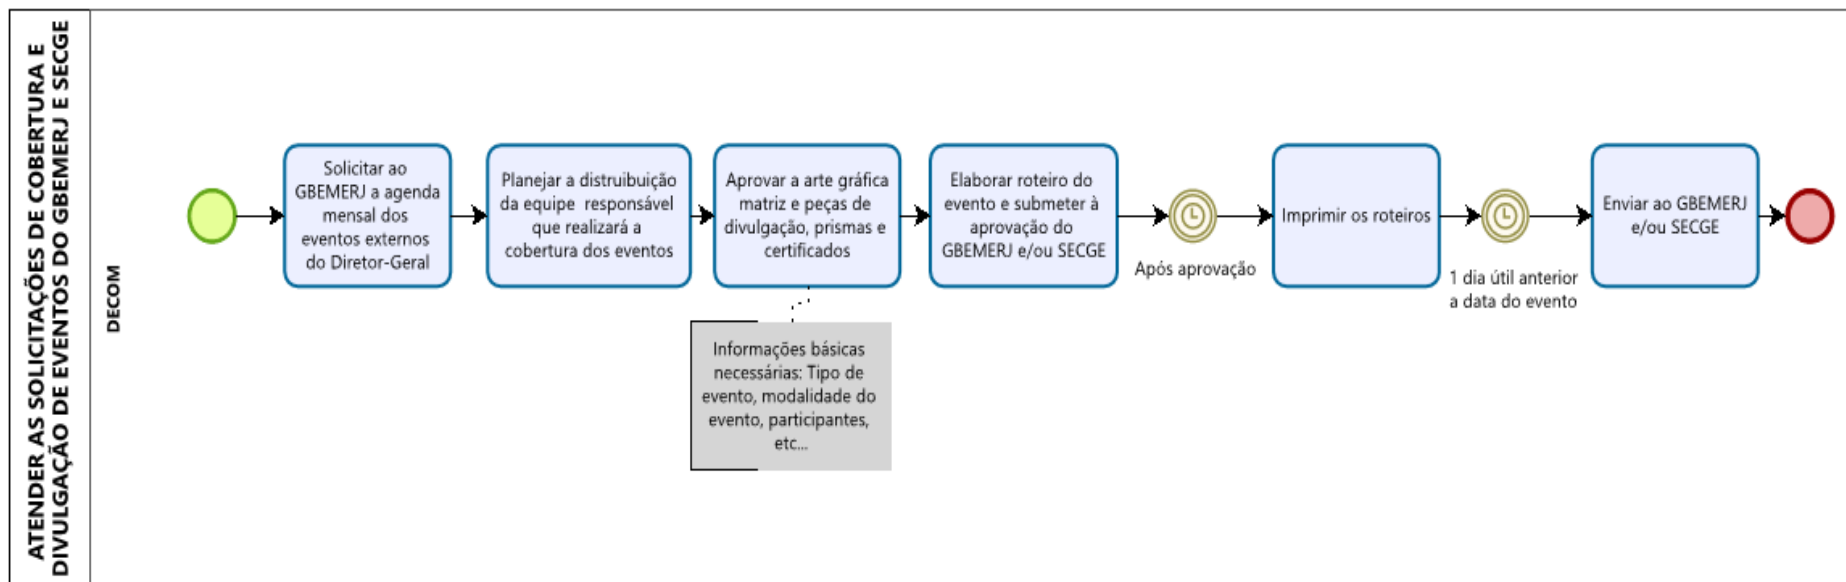 ATENDER AS SOLICITAÇÕES DE COBERTURA E
DIVULGAÇÃO DE EVENTOS DO GBEMERJ E SECGE
DECOM
Solicitar ao
GBEMERJ a agenda
mensal dos
eventos externos
do Diretor-Geral
Planejar a distruibuição
da equipe responsável
que realizará a
cobertura dos eventos
Aprovar a arte gráfica
matriz e peças de
divulgação, prismas e
certificados
Informações básicas
necessárias: Tipo de
evento, modalidade do
evento, participantes,
etc...
Elaborar roteiro do
evento e submeter à
aprovação do
GBEMERJ e/ou SECGE
Após aprovação
Imprimir os roteiros
1 dia útil anterior
a data do evento
Enviar ao GBEMERJ
e/ou SECGE